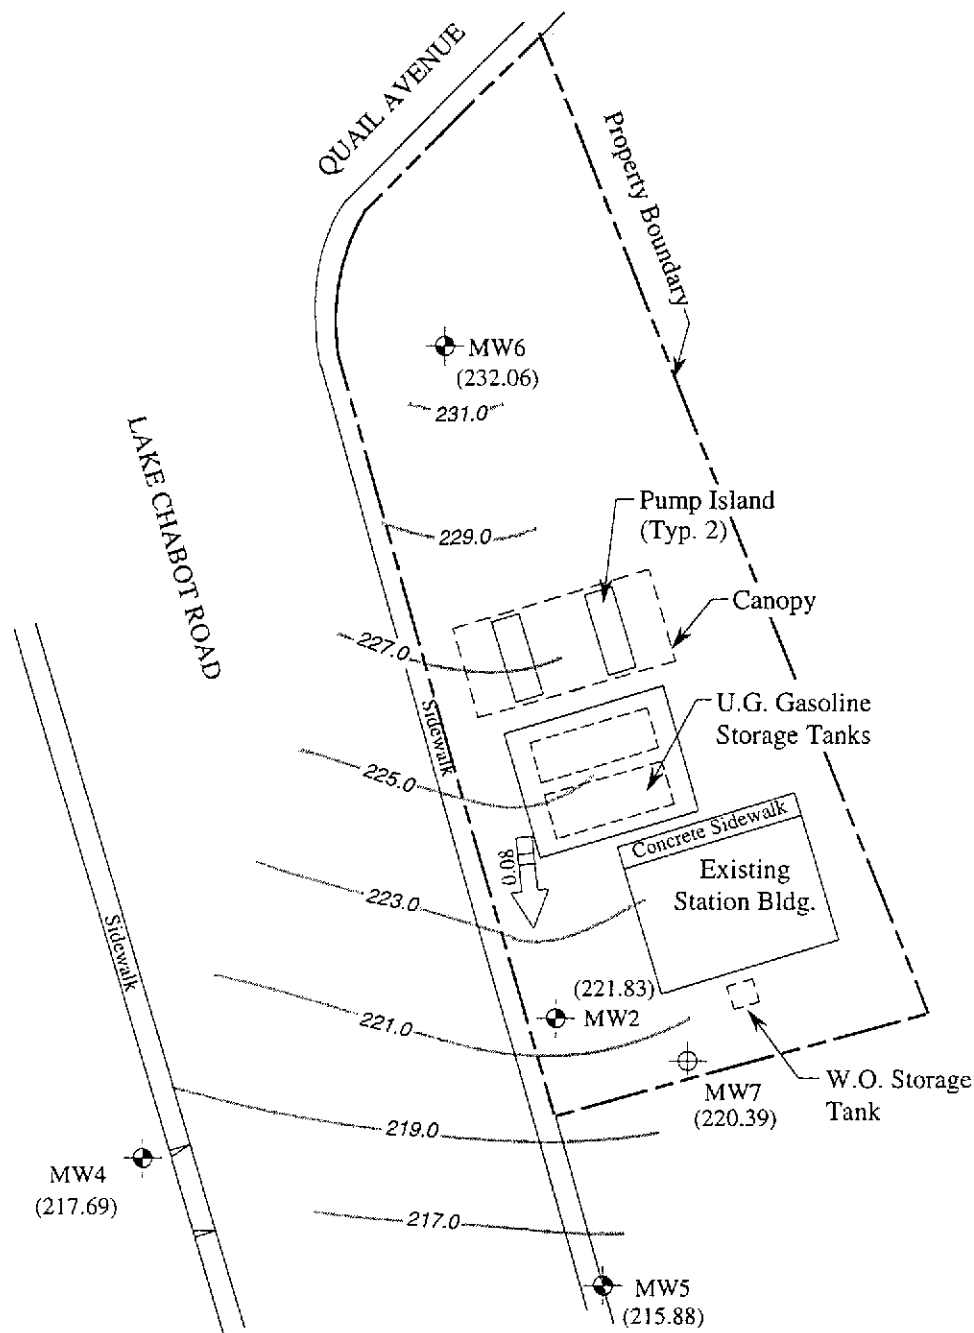 QUAIL AVENUE
Property Boundary
MW6
(232.06)
231.0
LAKE CHABOT ROAD
Pump Island
(Typ. 2)
229.0
Canopy
227.0
Sidewalk
U.G. Gasoline
Storage Tanks
225.0
Concrete Sidewalk
0.08
Existing
Station Bldg.
223.0
Sidewalk
(221.83)
MW2
221.0
W.O. Storage
Tank
MW7
(220.39)
219.0
MW4
(217.69)
217.0
MW5
(215.88)